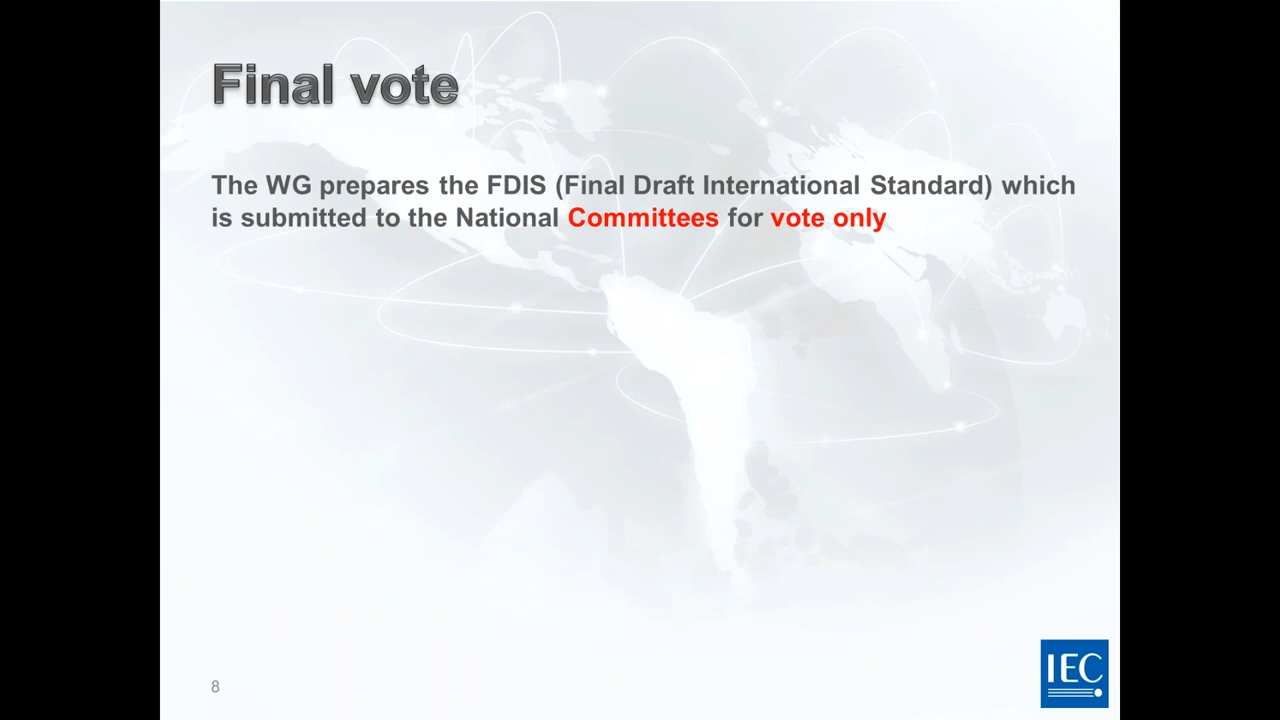 Final vote
The WG prepares the FDIS (Final Draft International Standard) which
is submitted to the National Committees for vote only
8
IEC